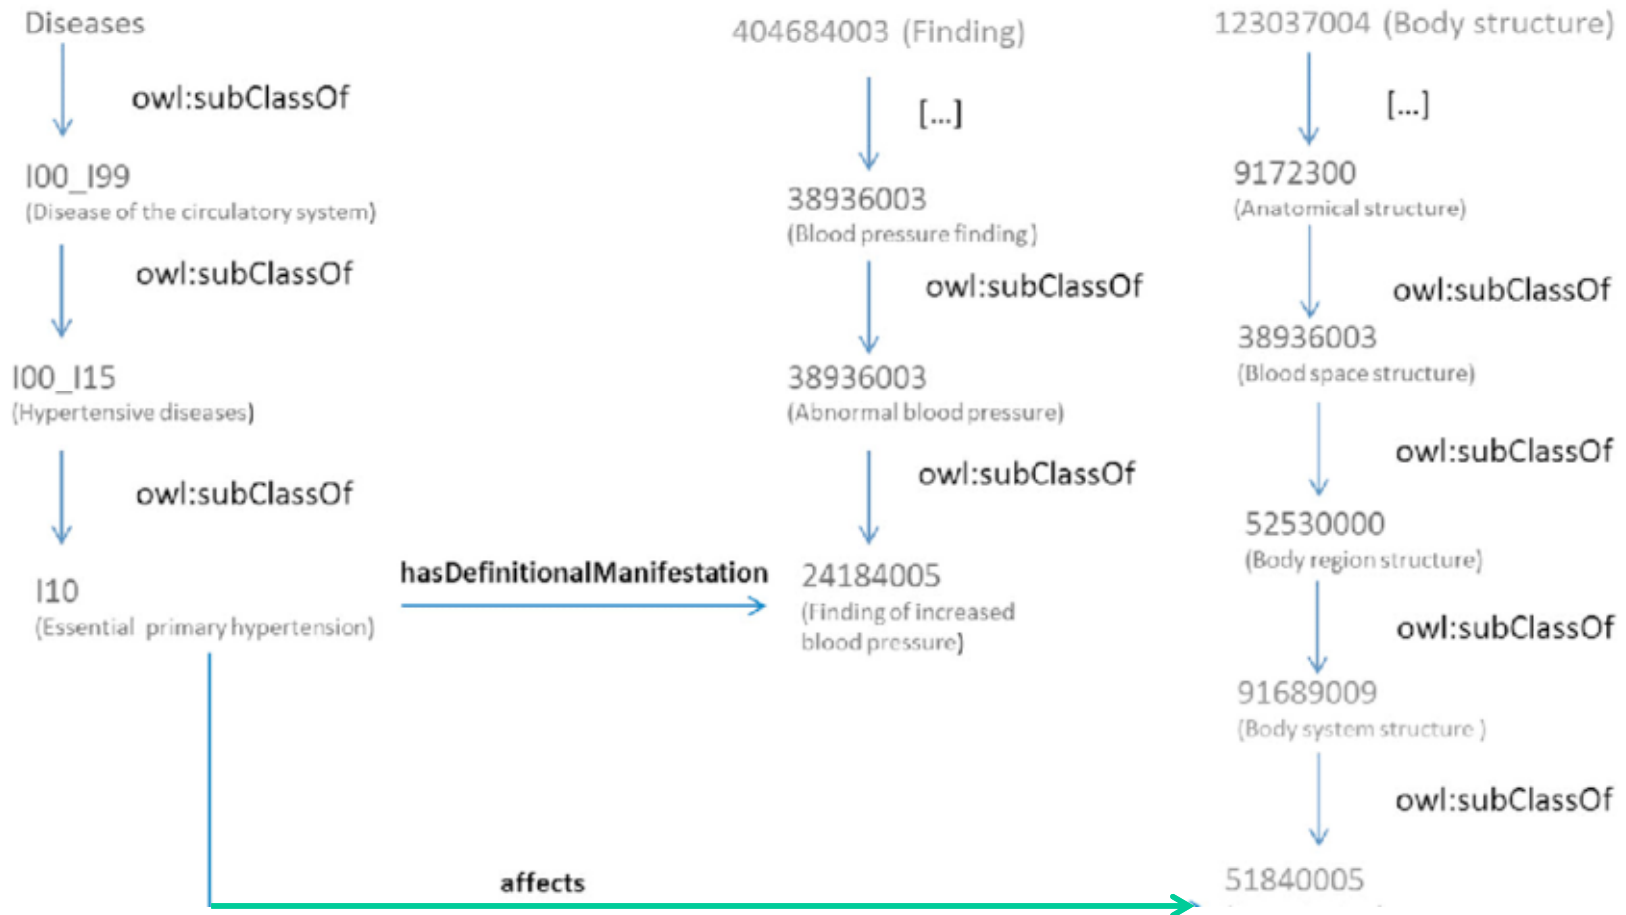 Diseases
owl:subClassOf
I00_I99
(Disease of the circulatory system)
owl:subClassOf
I00_I15
(Hypertensive diseases)
owl:subClassOf
I10
(Essential primary hypertension)
hasDefinitionalManifestation
affects
404684003 (Finding)
[...]
38936003
(Blood pressure finding)
owl:subClassOf
38936003
(Abnormal blood pressure)
owl:subClassOf
24184005
(Finding of increased
blood pressure)
123037004 (Body structure)
[...]
9172300
(Anatomical structure)
owl:subClassOf
38936003
(Blood space structure)
owl:subClassOf
52530000
(Body region structure)
owl:subClassOf
91689009
(Body system structure )
owl:subClassOf
51840005